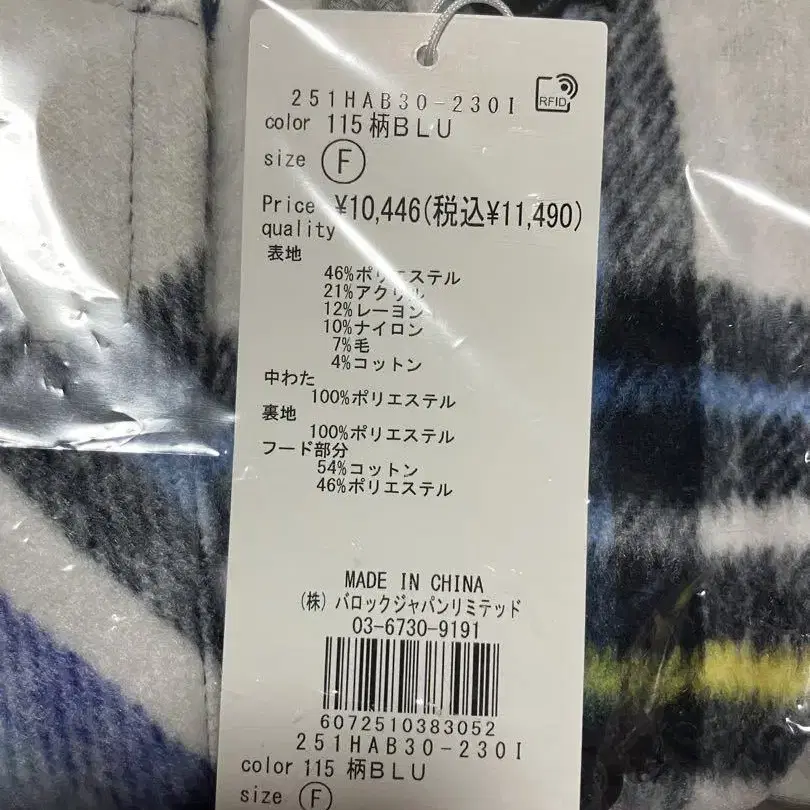 251HAB30-230I
RFID
color 115 柄BLU
size F
Price ¥10,446(税込¥11,490)
quality
表地
46%ポリエステル
21%アクリル
12%レーヨン
10%ナイロン
7%毛
4%コットン
中わた
100%ポリエステル
裏地
100%ポリエステル
フード部分
54%コットン
46%ポリエステル
MADE IN CHINA
(株)バロックジャパンリミテッド
03-6730-9191
6072510383052
251HAB30-230I
color 115 柄BLU
size F